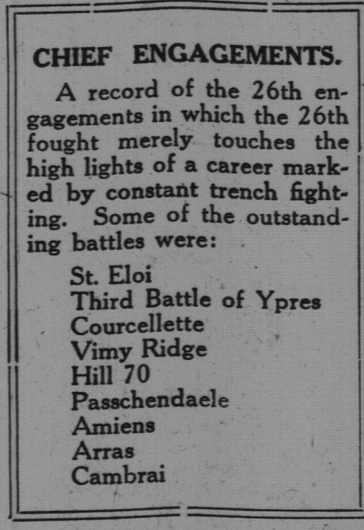 CHIEF ENGAGEMENTS.
A record of the 26th en-
gagements in which the 26th
fought merely touches the
high lights of a career mark-
ed by constant trench fight-
ing. Some of the outstand-
ing battles were:
St. Eloi
Third Battle of Ypres
Courcellette
Vimy Ridge
Hill 70
Passchendaele
Amiens
Arras
Cambrai